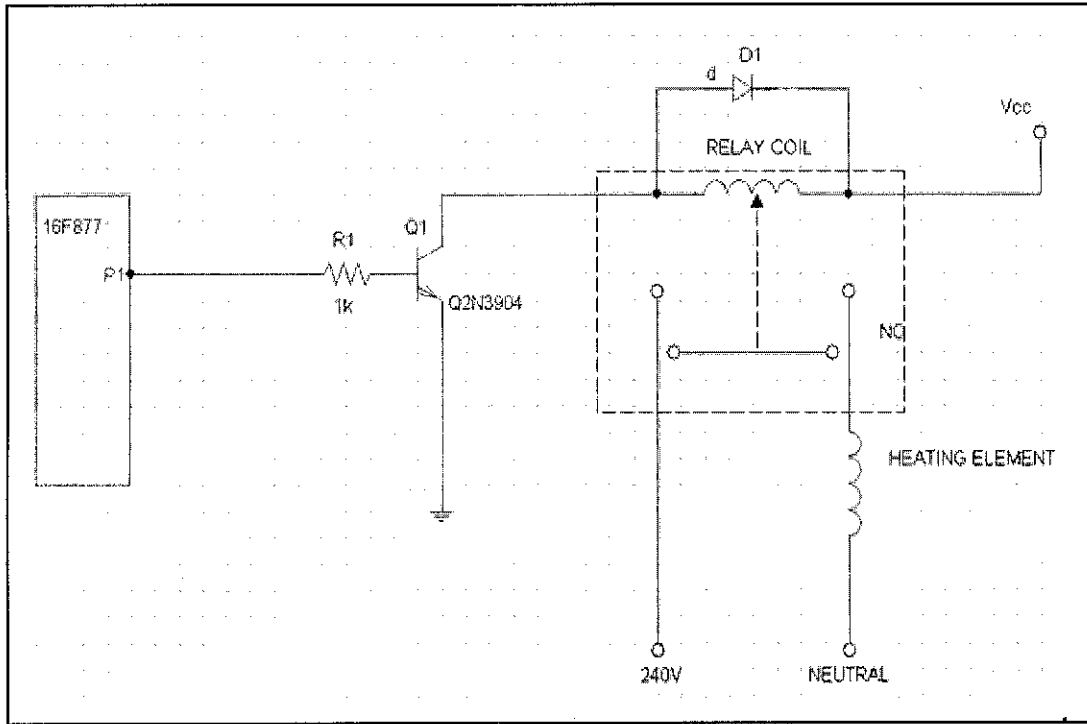 D1
d
Vcc
RELAY COIL
16F877
P1
R1
1K
Q1
Q2N3904
NO
HEATING ELEMENT
240V
NEUTRAL